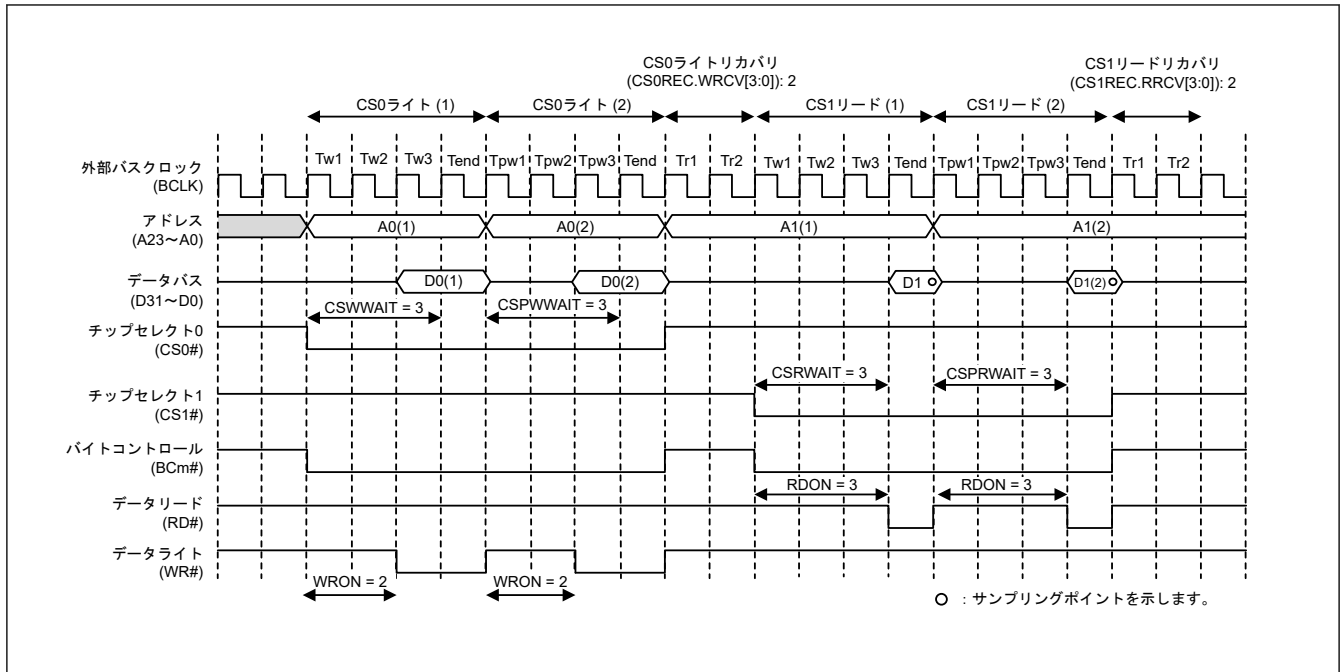 CS0ライトリカバリ
(CS0REC.WRCV[3:0]): 2
CS1リードリカバリ
(CS1REC.RRCV[3:0]): 2
CS0ライト (1)
CS0ライト (2)
CS1リード (1)
CS1リード (2)
Tw1 Tw2 Tw3 Tend Tpw1 Tpw2 Tpw3 Tend Tr1 Tr2 Tw1 Tw2 Tw3 Tend Tpw1 Tpw2 Tpw3 Tend Tr1 Tr2
外部バスクロック
(BCLK)
アドレス
(A23～A0)
A0(1) A0(2) A1(1) A1(2)
データバス
(D31～D0)
D0(1) D0(2) D1 D1(2)
CSWWAIT = 3 CSPWWAIT = 3
チップセレクト0
(CS0#)
CSRWAIT = 3 CSPRWAIT = 3
チップセレクト1
(CS1#)
バイトコントロール
(BCm#)
RDON = 3 RDON = 3
データリード
(RD#)
データライト
(WR#)
WRON = 2 WRON = 2
：サンプリングポイントを示します。